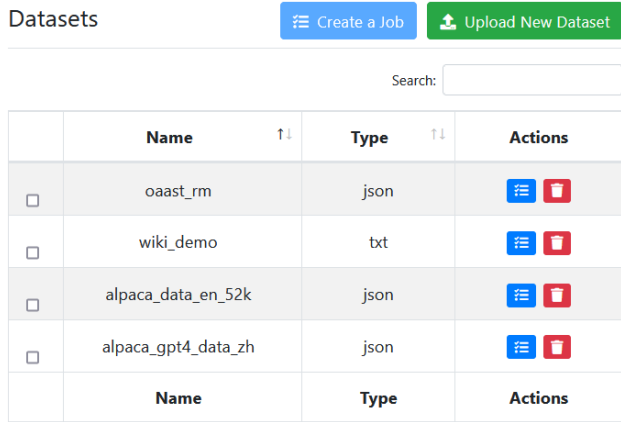 Datasets
Create a Job
Upload New Dataset
Search:
Name Type Actions
oaast_rm json
wiki_demo txt
alpaca_data_en_52k json
alpaca_gpt4_data_zh json
Name Type Actions